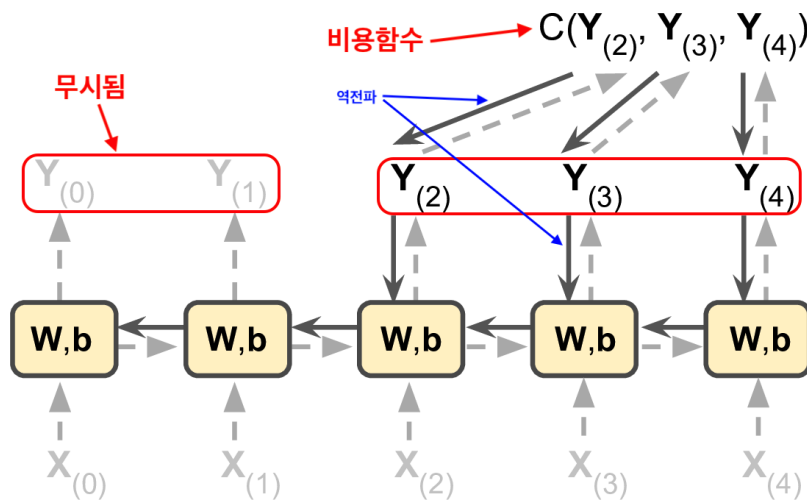 비용함수 C(Y(2), Y(3), Y(4))
무시됨
역전파
Y(0) Y(1) Y(2) Y(3) Y(4)
W,b W,b W,b W,b W,b
X(0) X(1) X(2) X(3) X(4)